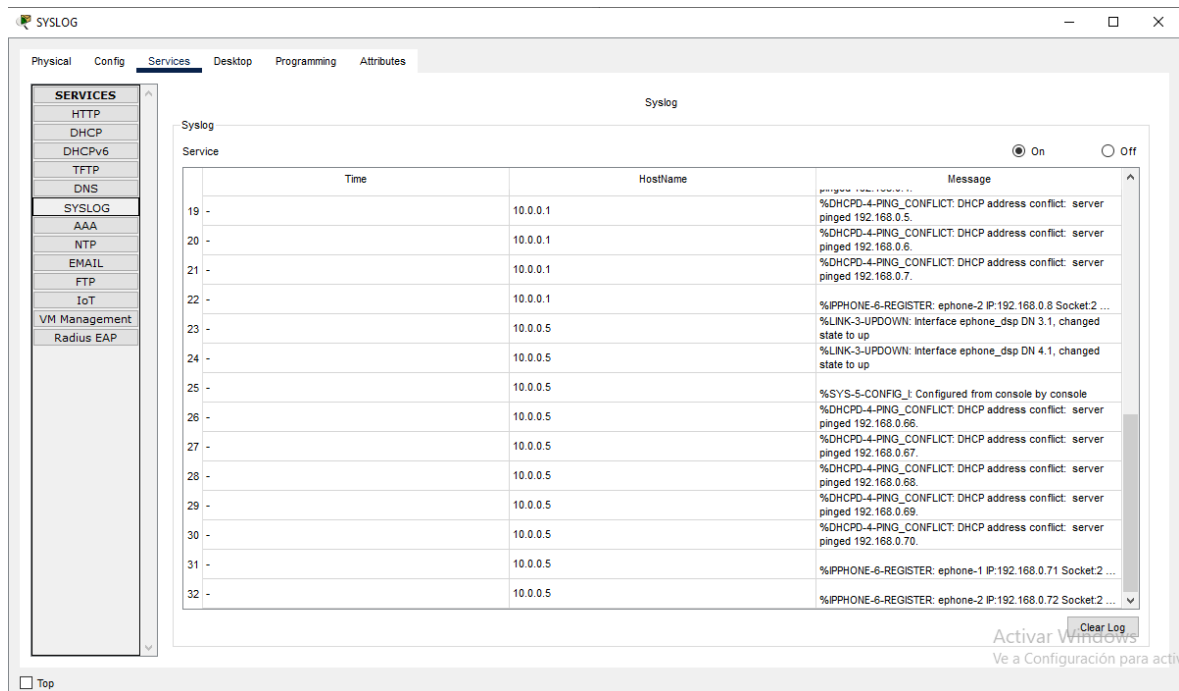 SYSLOG
Physical Config Services Desktop Programming Attributes
SERVICES
HTTP
DHCP
DHCPv6
TFTP
DNS
SYSLOG
AAA
NTP
EMAIL
FTP
IoT
VM Management
Radius EAP
Syslog
Syslog
Service On Off
Time HostName Message
19 - 10.0.0.1 %DHCPD-4-PING_CONFLICT: DHCP address conflict: server
pinged 192.168.0.5.
20 - 10.0.0.1 %DHCPD-4-PING_CONFLICT: DHCP address conflict: server
pinged 192.168.0.6.
21 - 10.0.0.1 %DHCPD-4-PING_CONFLICT: DHCP address conflict: server
pinged 192.168.0.7.
22 - 10.0.0.1 %IPPHONE-6-REGISTER: ephone-2 IP:192.168.0.8 Socket:2 ...
23 - 10.0.0.5 %LINK-3-UPDOWN: Interface ephone_dsp DN 3.1, changed
state to up
24 - 10.0.0.5 %LINK-3-UPDOWN: Interface ephone_dsp DN 4.1, changed
state to up
25 - 10.0.0.5 %SYS-5-CONFIG_I: Configured from console by console
26 - 10.0.0.5 %DHCPD-4-PING_CONFLICT: DHCP address conflict: server
pinged 192.168.0.66.
27 - 10.0.0.5 %DHCPD-4-PING_CONFLICT: DHCP address conflict: server
pinged 192.168.0.67.
28 - 10.0.0.5 %DHCPD-4-PING_CONFLICT: DHCP address conflict: server
pinged 192.168.0.68.
29 - 10.0.0.5 %DHCPD-4-PING_CONFLICT: DHCP address conflict: server
pinged 192.168.0.69.
30 - 10.0.0.5 %DHCPD-4-PING_CONFLICT: DHCP address conflict: server
pinged 192.168.0.70.
31 - 10.0.0.5 %IPPHONE-6-REGISTER: ephone-1 IP:192.168.0.71 Socket:2 ...
32 - 10.0.0.5 %IPPHONE-6-REGISTER: ephone-2 IP:192.168.0.72 Socket:2 ...
Clear Log
Activar Windows
Ve a Configuración para activ
Top